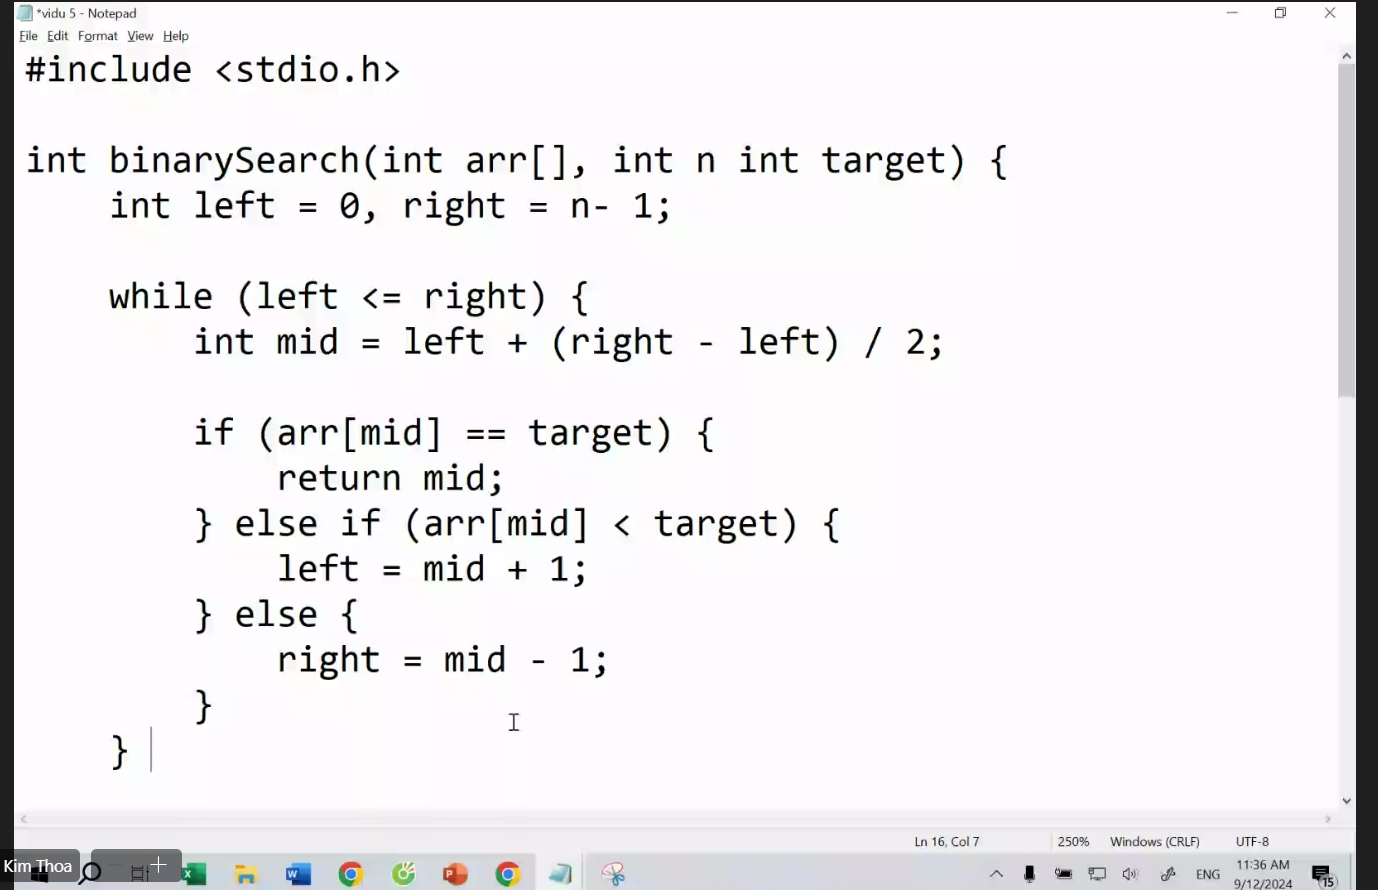 *vidu 5 - Notepad
File Edit Format View Help
#include <stdio.h>
int binarySearch(int arr[], int n int target) {
int left = 0, right = n- 1;
while (left <= right) {
int mid = left + (right - left) / 2;
if (arr[mid] == target) {
return mid;
} else if (arr[mid] < target) {
left = mid + 1;
} else {
right = mid - 1;
}
}
Ln 16, Col 7 250% Windows (CRLF) UTF-8
Kim Thoa
ENG
11:36 AM
9/12/2024
15